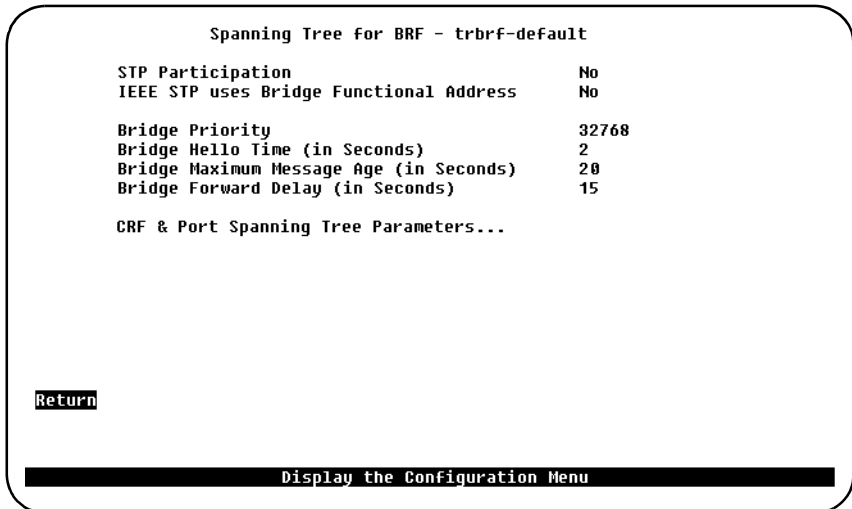 Spanning Tree for BRF - trbrf-default
STP Participation No
IEEE STP uses Bridge Functional Address No
Bridge Priority 32768
Bridge Hello Time (in Seconds) 2
Bridge Maximum Message Age (in Seconds) 20
Bridge Forward Delay (in Seconds) 15
CRF & Port Spanning Tree Parameters...
Return
Display the Configuration Menu